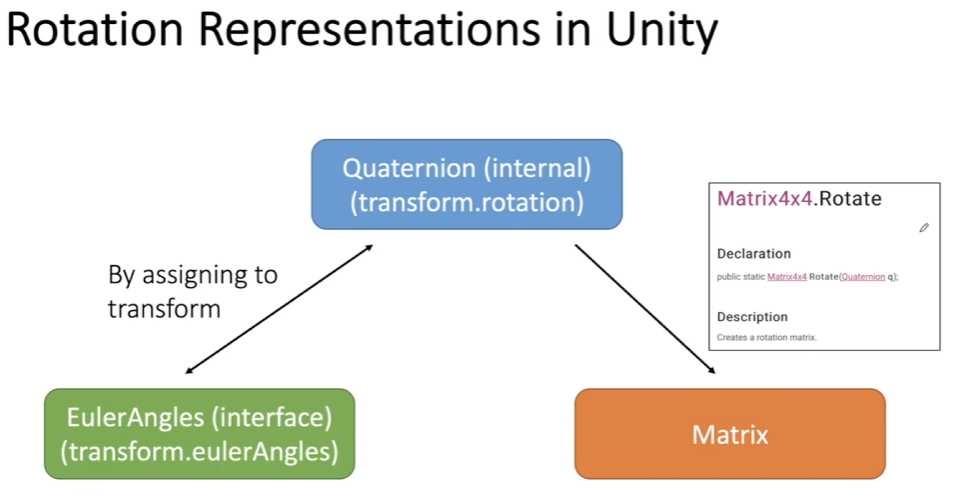 Rotation Representations in Unity
Quaternion (internal)
(transform.rotation)
Matrix4x4.Rotate
Declaration
public static Matrix4x4 Rotate(Quaternion q);
Description
Creates a rotation matrix.
By assigning to
transform
EulerAngles (interface)
(transform.eulerAngles)
Matrix